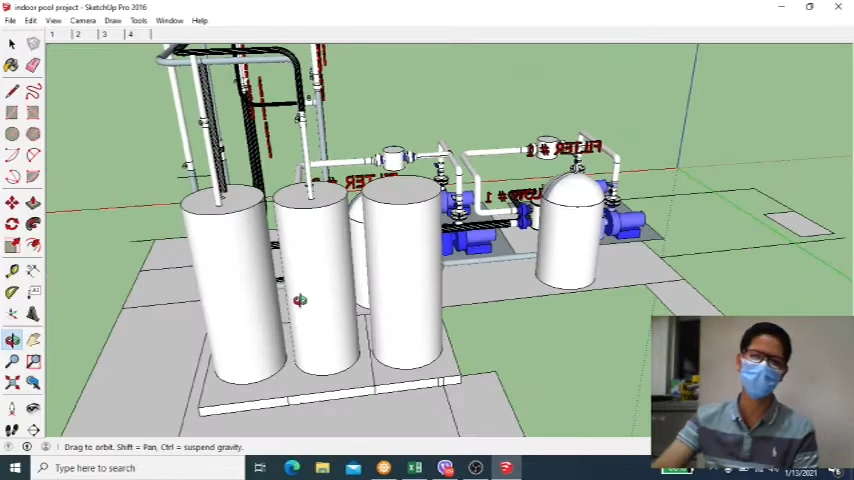 indoor pool project - SketchUp Pro 2016
File Edit View Camera Draw Tools Window Help
1 2 3 4
FILTER # 1
FILTER
1
Drag to orbit. Shift = Pan, Ctrl = suspend gravity.
Type here to search
1/13/2021